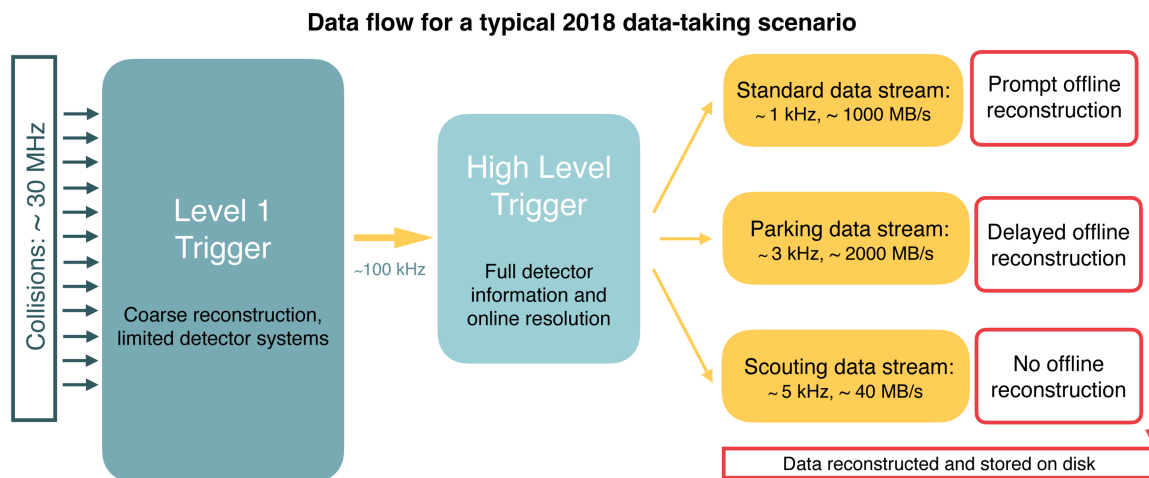 Data flow for a typical 2018 data-taking scenario
Collisions: ~ 30 MHz
Level 1
Trigger
Coarse reconstruction,
limited detector systems
~100 kHz
High Level
Trigger
Full detector
information and
online resolution
Standard data stream:
~ 1 kHz, ~ 1000 MB/s
Prompt offline
reconstruction
Parking data stream:
~ 3 kHz, ~ 2000 MB/s
Delayed offline
reconstruction
Scouting data stream:
~ 5 kHz, ~ 40 MB/s
No offline
reconstruction
Data reconstructed and stored on disk